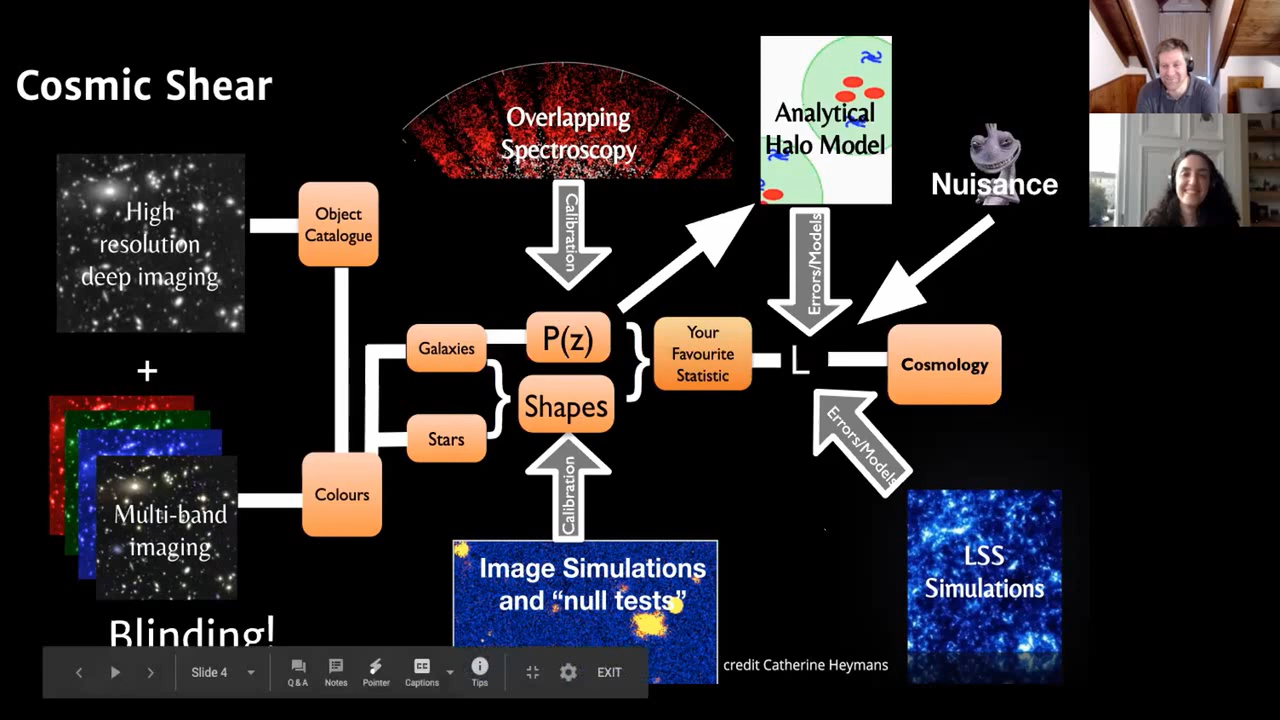 Cosmic Shear
High
resolution
deep imaging
+
Multi-band
imaging
Blinding!
Object
Catalogue
Colours
Galaxies
Stars
Overlapping
Spectroscopy
Calibration
P(z)
Shapes
Calibration
Image Simulations
and “null tests”
Your
Favourite
Statistic
Analytical
Halo Model
Errors/Models
L
Nuisance
Cosmology
Errors/Models
LSS
Simulations
credit Catherine Heymans
Slide 4
Q & A
Notes
Pointer
CC
Captions
Tips
EXIT